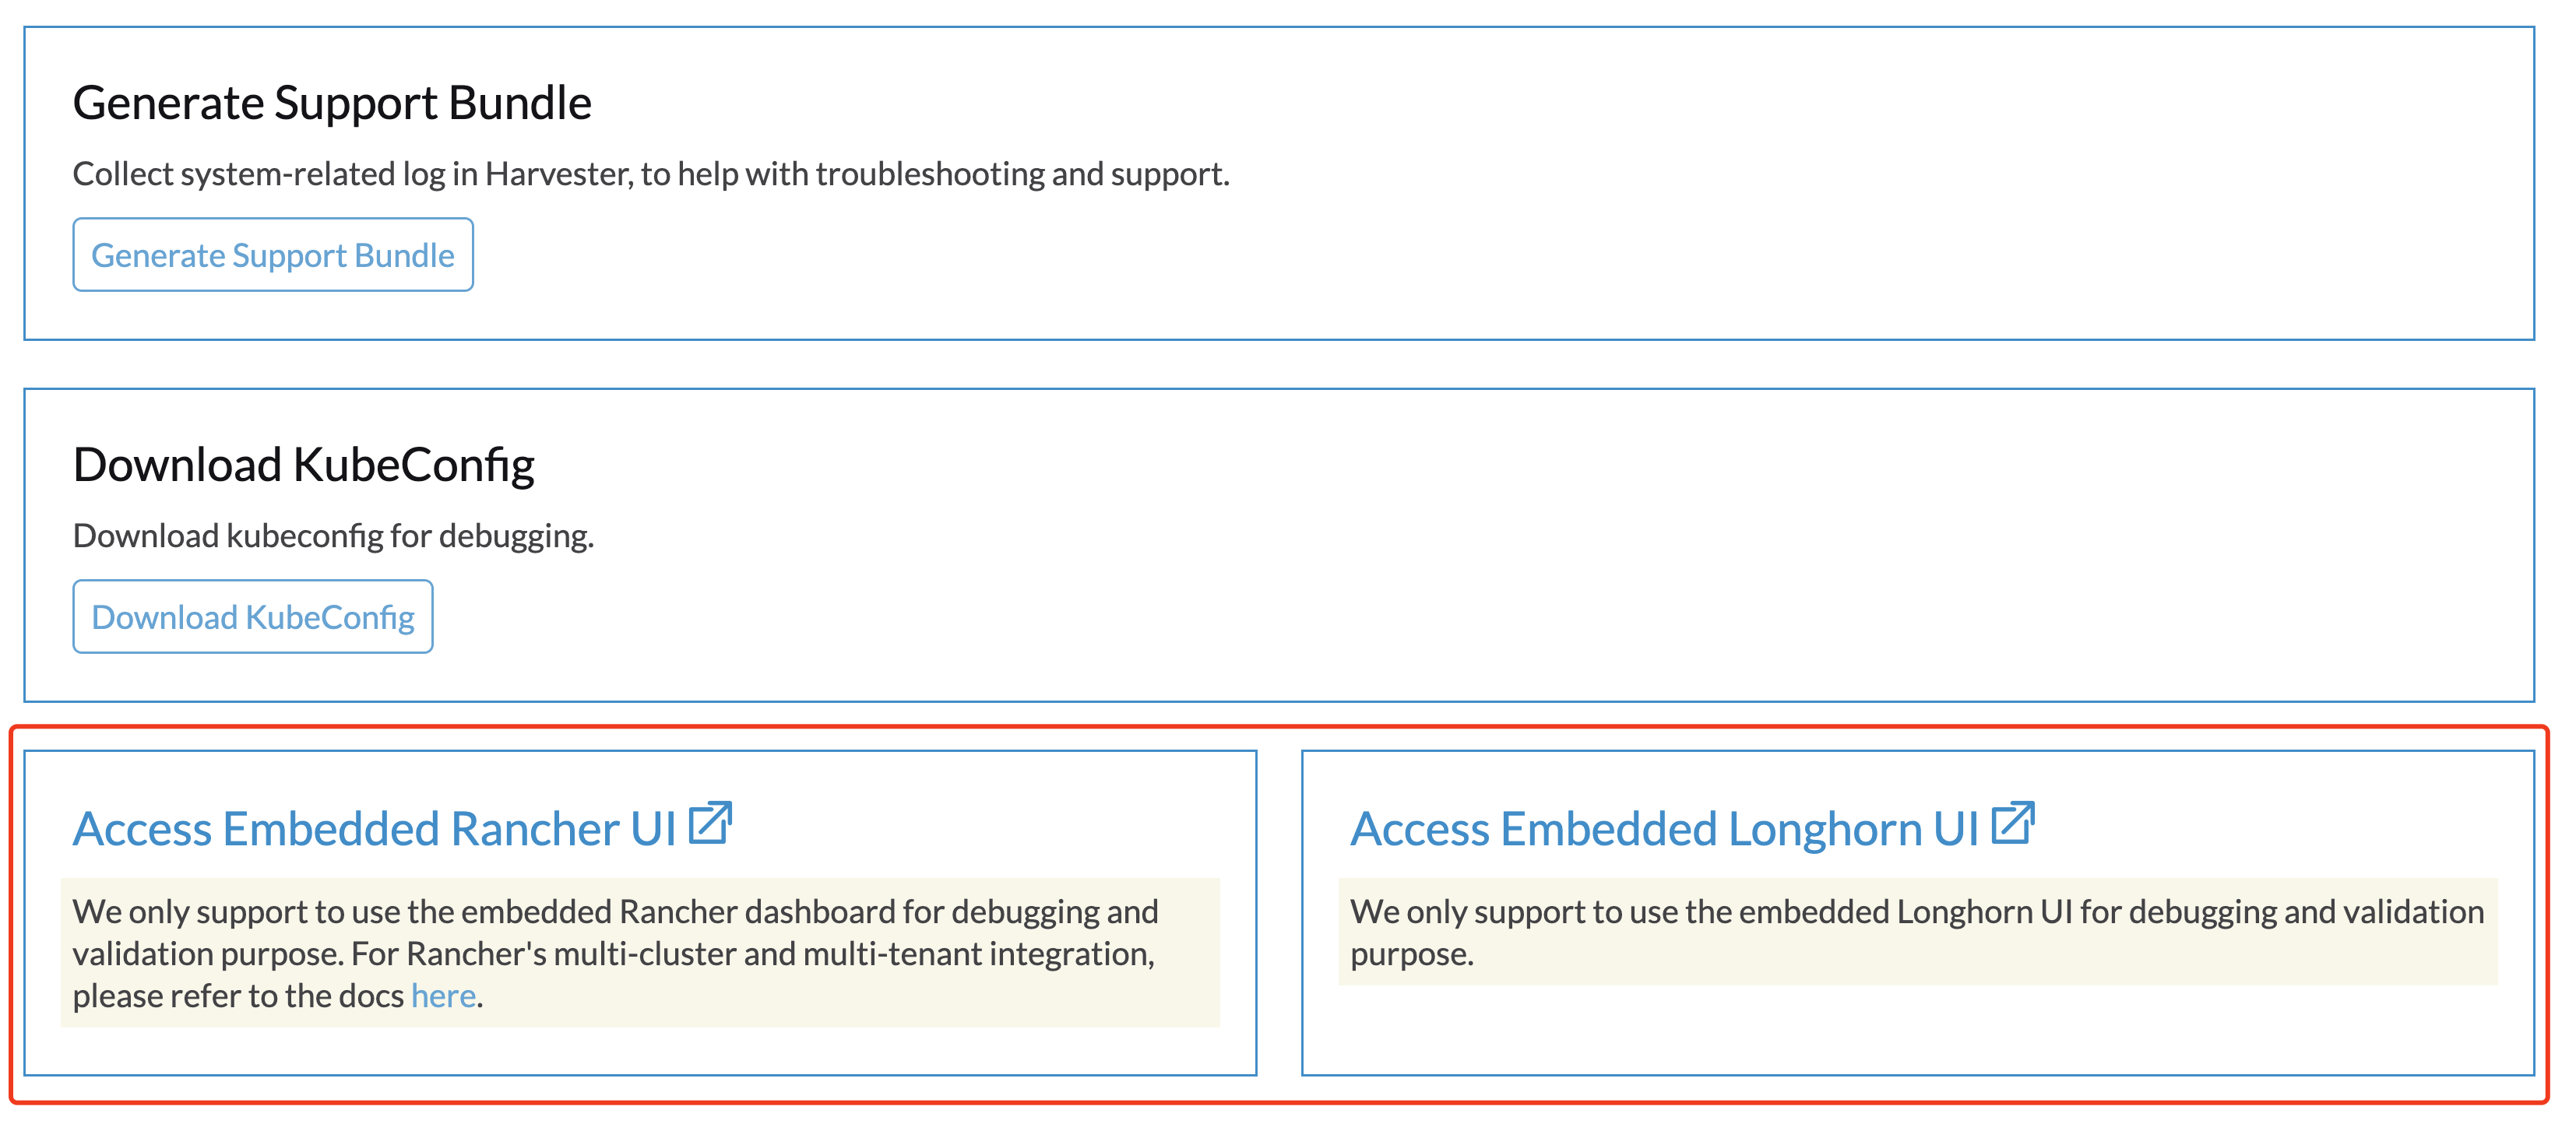 Generate Support Bundle
Collect system-related log in Harvester, to help with troubleshooting and support.
Generate Support Bundle
Download KubeConfig
Download kubeconfig for debugging.
Download KubeConfig
Access Embedded Rancher UI
We only support to use the embedded Rancher dashboard for debugging and
validation purpose. For Rancher's multi-cluster and multi-tenant integration,
please refer to the docs here.
Access Embedded Longhorn UI
We only support to use the embedded Longhorn UI for debugging and validation
purpose.